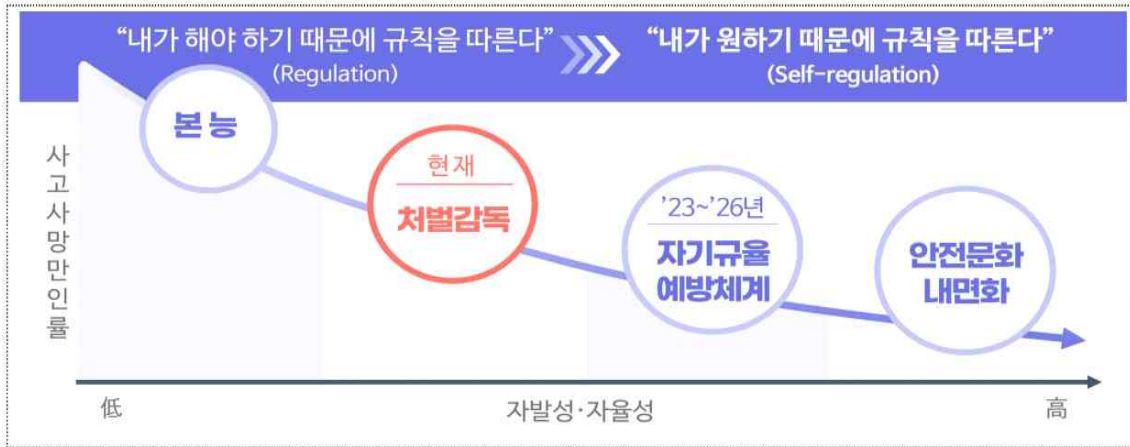 “내가 해야 하기 때문에 규칙을 따른다”
(Regulation)
“내가 원하기 때문에 규칙을 따른다”
(Self-regulation)
사고사망만인률
본능
현재
처벌감독
’23~’26년
자기규율
예방체계
안전문화
내면화
低
자발성·자율성
高